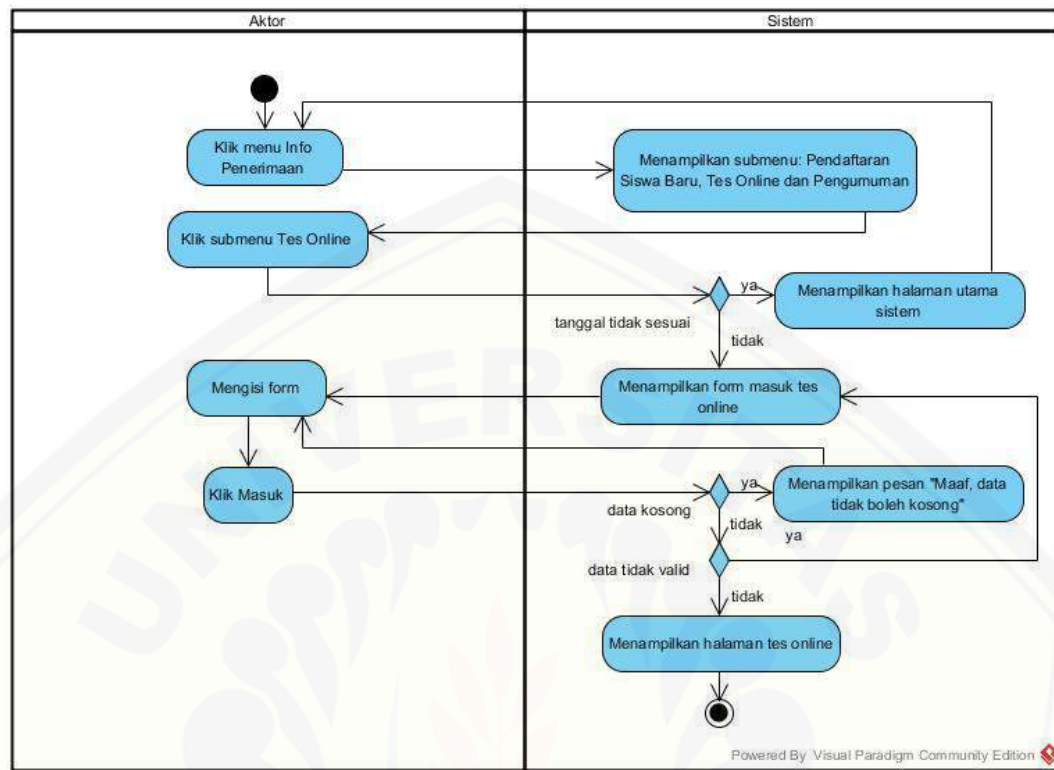 Aktor
Sistem
Klik menu Info
Penerimaan
Menampilkan submenu: Pendaftaran
Siswa Baru, Tes Online dan Pengumuman
Klik submenu Tes Online
ya
Menampilkan halaman utama
sistem
tanggal tidak sesuai
tidak
Mengisi form
Menampilkan form masuk tes
online
Klik Masuk
ya
Menampilkan pesan "Maaf, data
tidak boleh kosong"
data kosong
tidak
ya
data tidak valid
tidak
Menampilkan halaman tes online
UNIVERSITAS
Powered By Visual Paradigm Community Edition